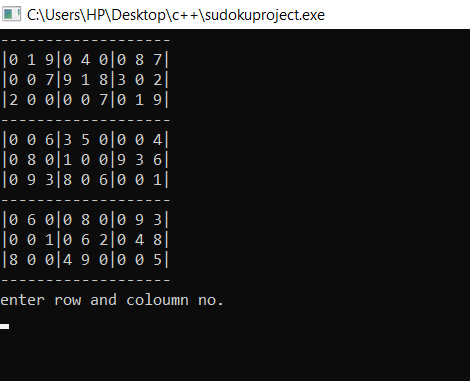 C:\Users\HP\Desktop\c++\sudokuproject.exe
-------------------
|0 1 9|0 4 0|0 8 7|
|0 0 7|9 1 8|3 0 2|
|2 0 0|0 0 7|0 1 9|
-------------------
|0 0 6|3 5 0|0 0 4|
|0 8 0|1 0 0|9 3 6|
|0 9 3|8 0 6|0 0 1|
-------------------
|0 6 0|0 8 0|0 9 3|
|0 0 1|0 6 2|0 4 8|
|8 0 0|4 9 0|0 0 5|
-------------------
enter row and coloumn no.